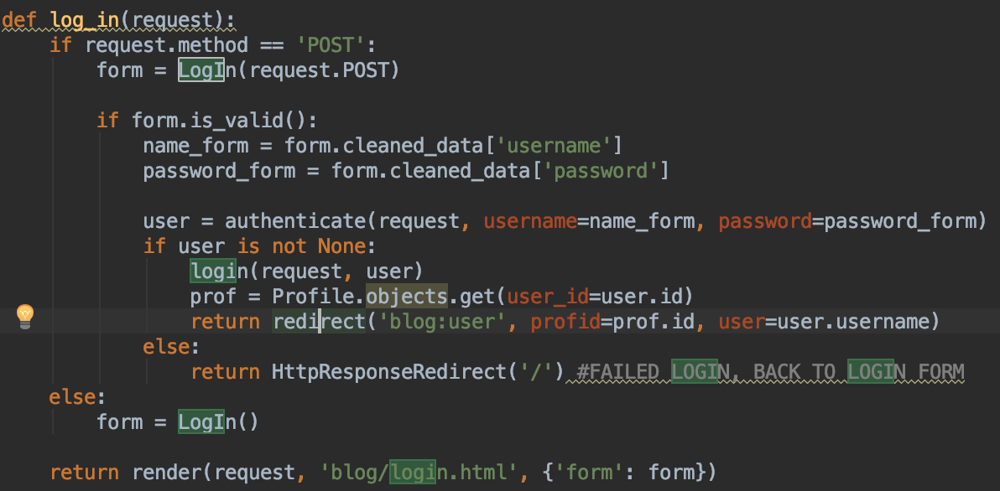 def log_in(request):
    if request.method == 'POST':
        form = LogIn(request.POST)

        if form.is_valid():
            name_form = form.cleaned_data['username']
            password_form = form.cleaned_data['password']

            user = authenticate(request, username=name_form, password=password_form)
            if user is not None:
                login(request, user)
                prof = Profile.objects.get(user_id=user.id)
                return redirect('blog:user', profid=prof.id, user=user.username)
            else:
                return HttpResponseRedirect('/') #FAILED LOGIN, BACK TO LOGIN FORM
    else:
        form = LogIn()

    return render(request, 'blog/login.html', {'form': form})